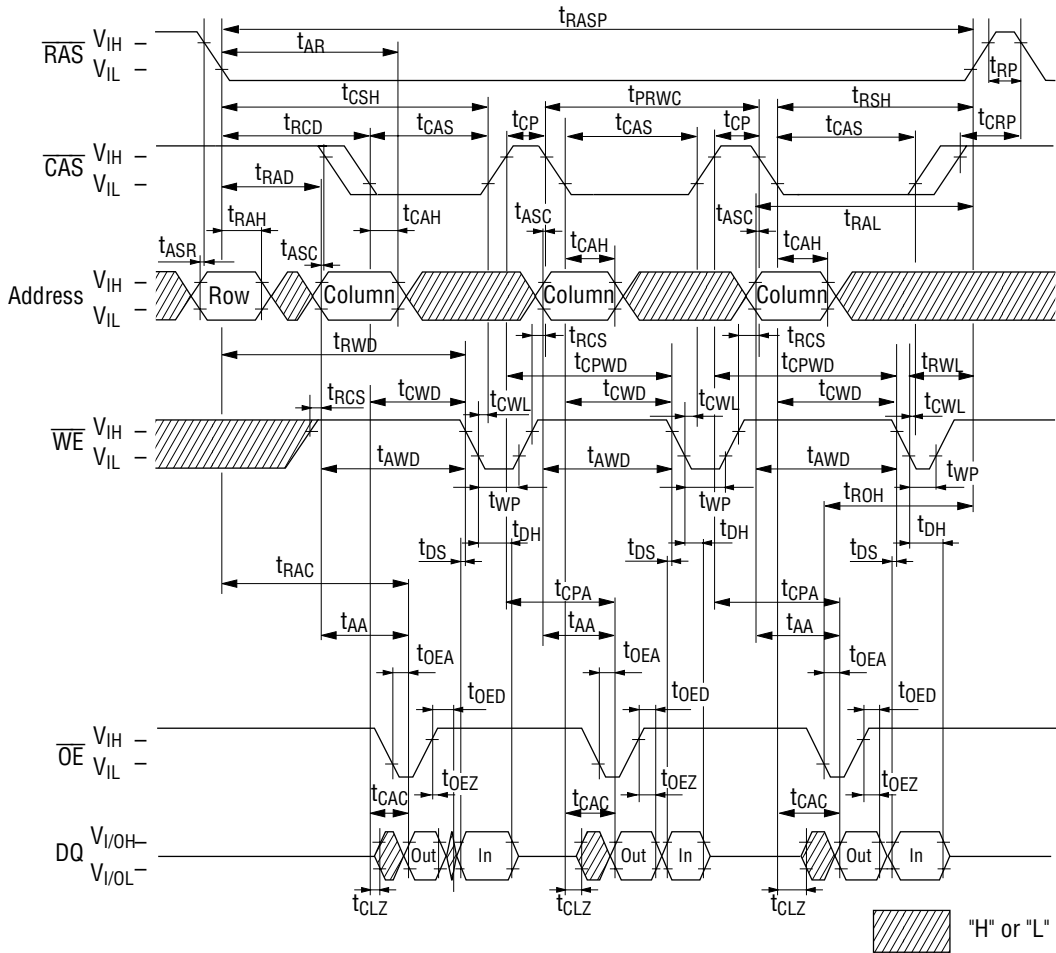 tRASP
tAR
RAS VIH –
VIL –
tRP
tCSH tPRWC tRSH
tRCD tCAS tCP tCAS tCP tCAS tCRP
CAS VIH –
VIL –
tRAD
tRAH tCAH tASC tASC tRAL
tASR tASC tCAH tCAH
Address VIH –
VIL –
Row Column Column Column
tRCS tRCS
tRWD tCPWD tCPWD tRWL
tRCS tCWD tCWL tCWD tCWL tCWD tCWL
WE VIH –
VIL –
tAWD tAWD tAWD
tWP tWP tWP
tROH
tDH tDH tDH
tDS tDS tDS
tRAC tCPA tCPA
tAA tAA tAA
tOEA tOEA tOEA
tOED tOED tOED
OE VIH –
VIL –
tOEZ tOEZ tOEZ
tCAC tCAC tCAC
DQ VI/OH –
VI/OL –
Out In Out In Out In
tCLZ tCLZ tCLZ
"H" or "L"